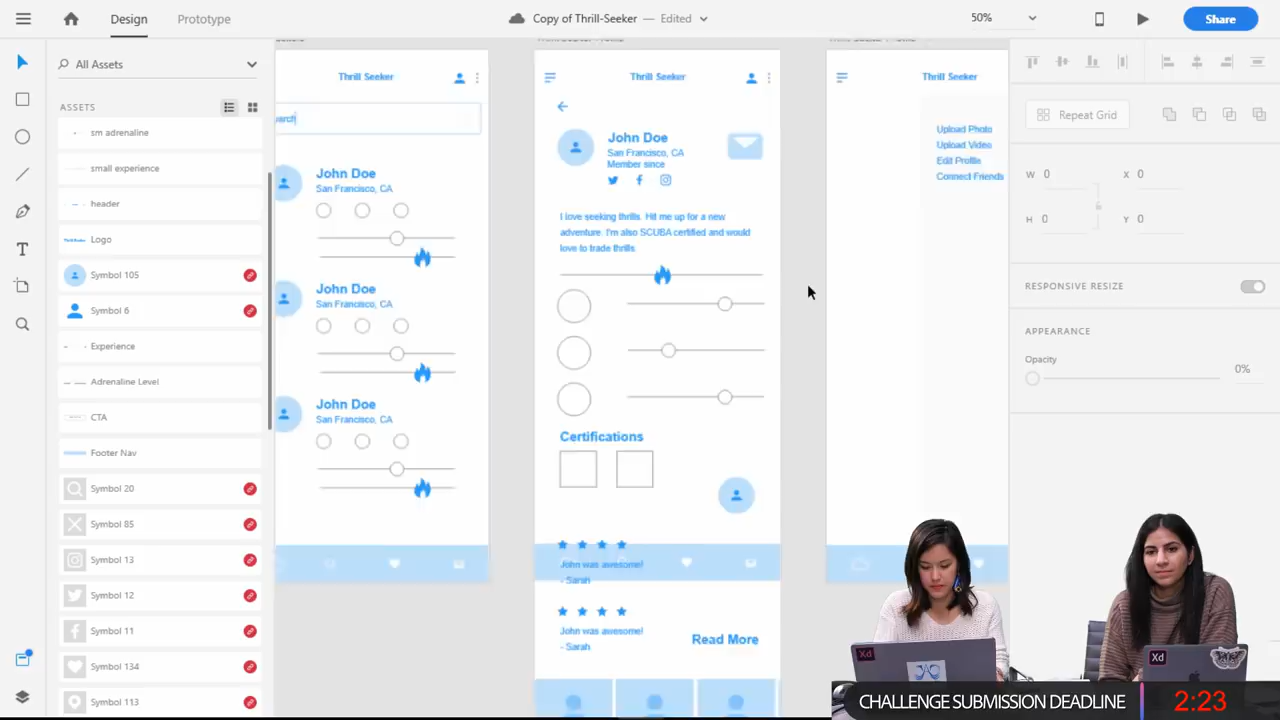 Design
Prototype
Copy of Thrill-Seeker — Edited
50%
Share
All Assets
ASSETS
sm adrenaline
small experience
header
Logo
Symbol 105
Symbol 6
Experience
Adrenaline Level
CTA
Footer Nav
Symbol 20
Symbol 85
Symbol 13
Symbol 12
Symbol 11
Symbol 134
Symbol 113
Thrill Seeker
John Doe
San Francisco, CA
John Doe
San Francisco, CA
John Doe
San Francisco, CA
Thrill Seeker
John Doe
San Francisco, CA
Member since
I love seeking thrills. Hit me up for a new
adventure. I'm also SCUBA certified and would
love to trade thrills.
Certifications
John was awesome!
- Sarah
John was awesome!
- Sarah
Read More
Thrill Seeker
Upload Photo
Upload Video
Edit Profile
Connect Friends
Repeat Grid
W 0
X 0
H 0
Y 0
RESPONSIVE RESIZE
APPEARANCE
Opacity
0%
Xd
Xd
CHALLENGE SUBMISSION DEADLINE
2:23